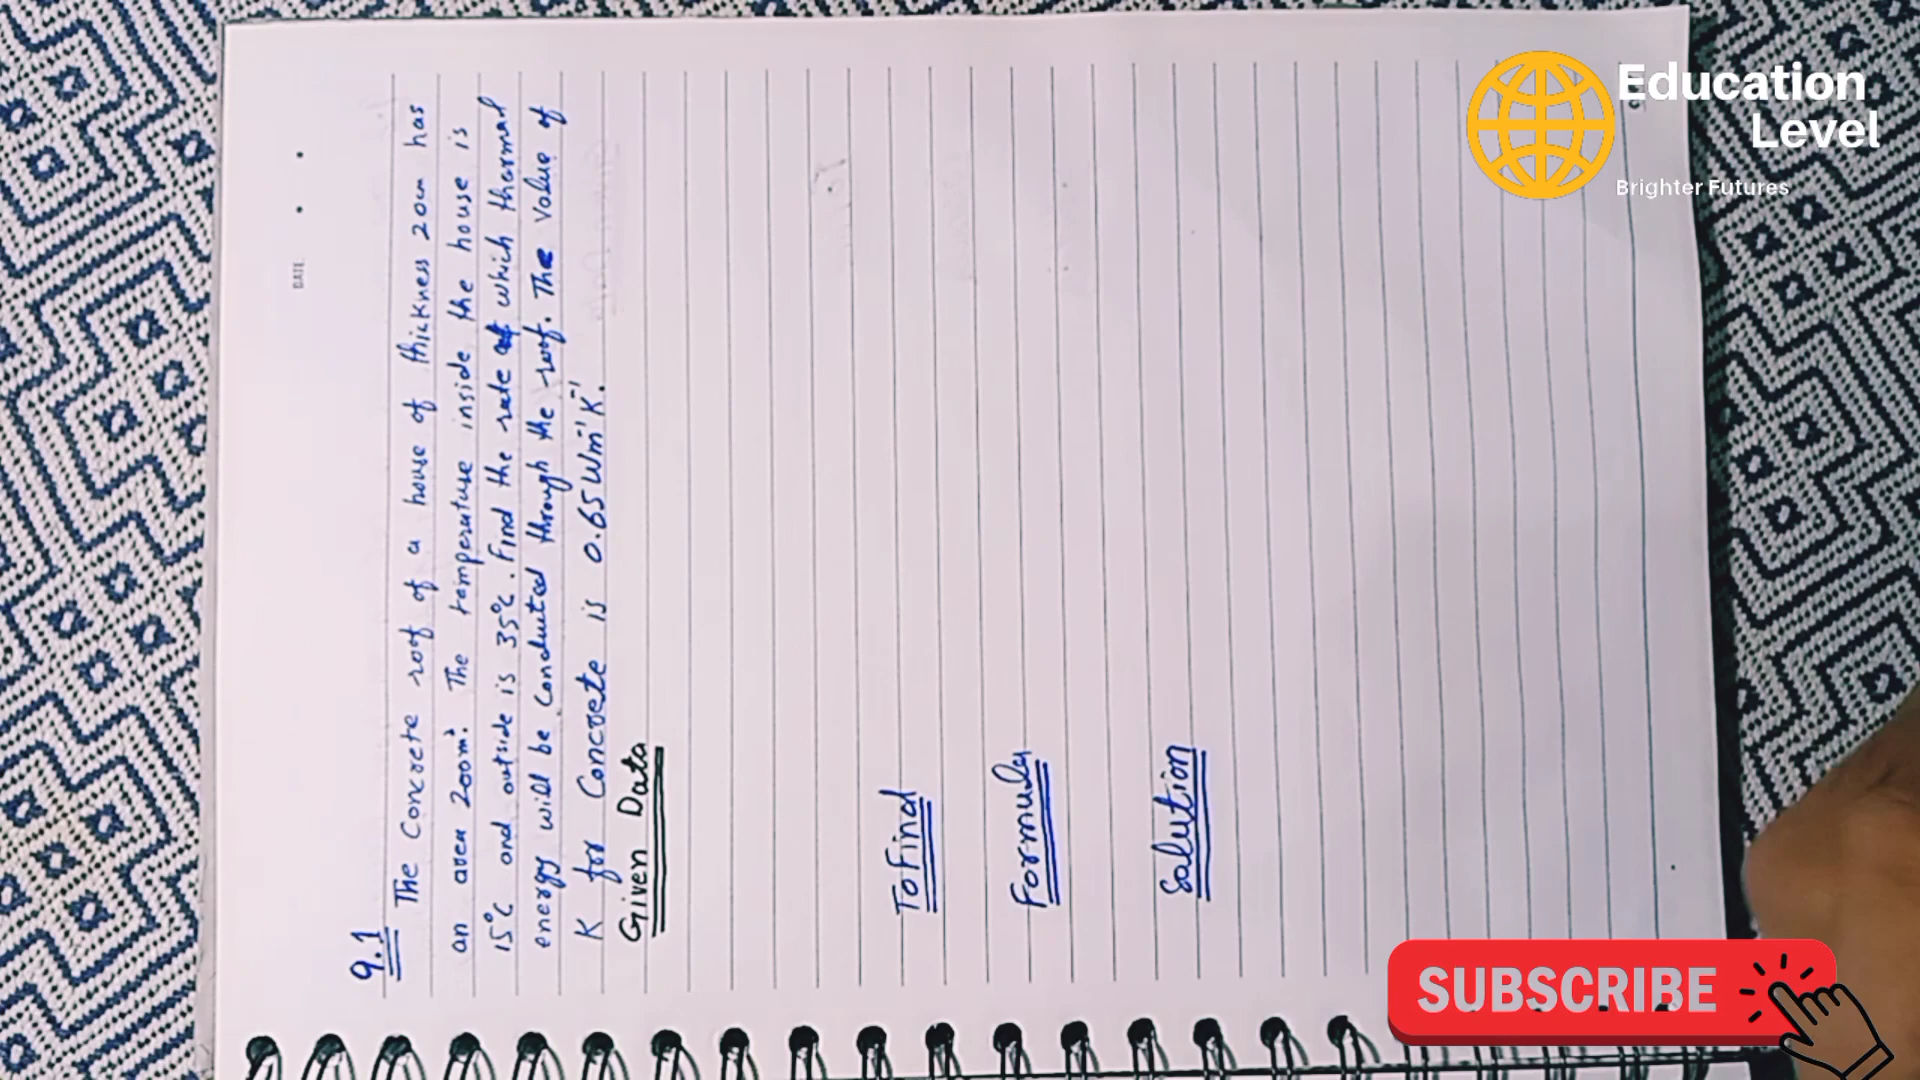 DATE:
9.1
The Concrete roof of a house of thickness 20cm has
an area 200m². The temperature inside the house is
15°C and outside is 35°C. Find the rate at which thermal
energy will be Conducted through the roof. The value of
K for Concrete is 0.65 Wm⁻¹K⁻¹.
Given Data
To Find
Formula
Solution
Education
Level
Brighter Futures
SUBSCRIBE